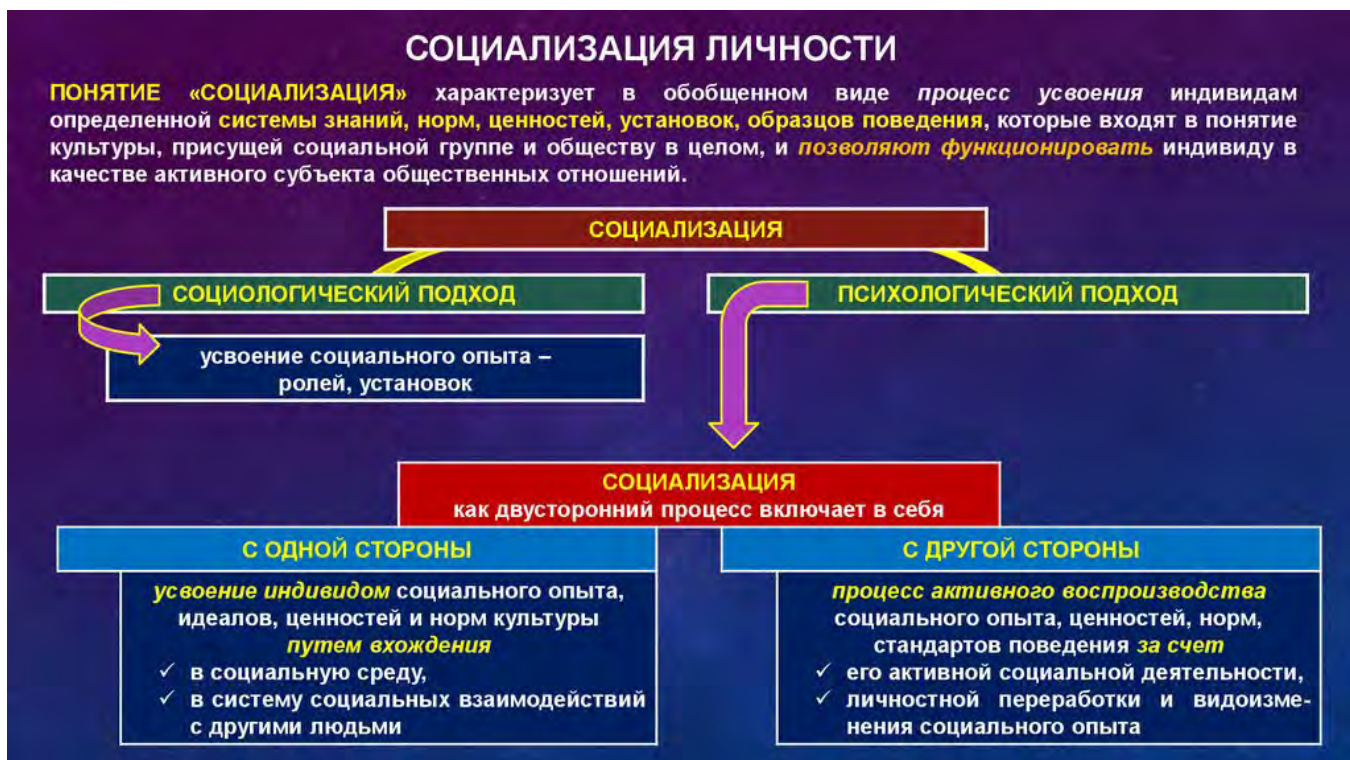 СОЦИАЛИЗАЦИЯ ЛИЧНОСТИ
ПОНЯТИЕ «СОЦИАЛИЗАЦИЯ» характеризует в обобщенном виде процесс усвоения индивидам
определенной системы знаний, норм, ценностей, установок, образцов поведения, которые входят в понятие
культуры, присущей социальной группе и обществу в целом, и позволяют функционировать индивиду в
качестве активного субъекта общественных отношений.
СОЦИАЛИЗАЦИЯ
СОЦИОЛОГИЧЕСКИЙ ПОДХОД
усвоение социального опыта –
ролей, установок
ПСИХОЛОГИЧЕСКИЙ ПОДХОД
СОЦИАЛИЗАЦИЯ
как двусторонний процесс включает в себя
С ОДНОЙ СТОРОНЫ
усвоение индивидом социального опыта,
идеалов, ценностей и норм культуры
путем вхождения
✓ в социальную среду,
✓ в систему социальных взаимодействий
с другими людьми
С ДРУГОЙ СТОРОНЫ
процесс активного воспроизводства
социального опыта, ценностей, норм,
стандартов поведения за счет
✓ его активной социальной деятельности,
✓ личностной переработки и видоизме-
нения социального опыта